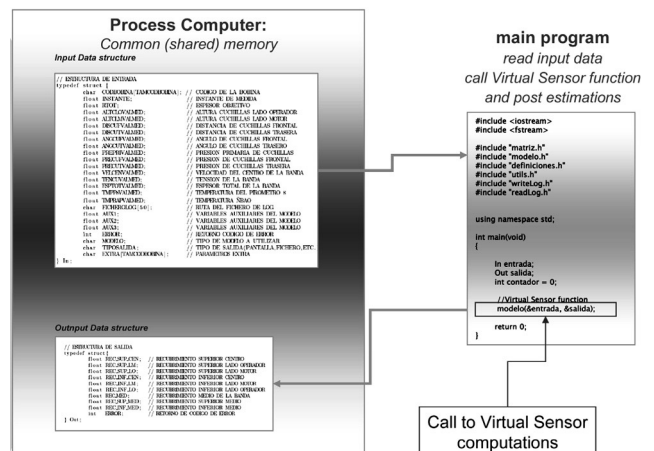 Process Computer:
Common (shared) memory
Input Data structure
// ESTRUCTURA DE ENTRADA
typedef struct {
char CODBOBINA[TAMCODBOBINA]; // CODIGO DE LA BOBINA
float INSTANTE; // INSTANTE DE MEDIDA
float RTOT; // ESPESOR OBJETIVO
float ALTCLOVALMED; // ALTURA CUCHILLAS LADO OPERADOR
float ALTCLMVALMED; // ALTURA CUCHILLAS LADO MOTOR
float DISCUFVALMED; // DISTANCIA DE CUCHILLAS FRONTAL
float DISCUTVALMED; // DISTANCIA DE CUCHILLAS TRASERA
float ANGCUFVALMED; // ANGULO DE CUCHILLAS FRONTAL
float ANGCUTVALMED; // ANGULO DE CUCHILLAS TRASERO
float // PRESION PRIMARIA DE CUCHILLAS
float PRECUFVALMED; // PRESION DE CUCHILLAS FRONTAL
float PRECUTVALMED; // PRESION DE CUCHILLAS TRASERA
float VELCENVALMED; // VELOCIDAD DEL CENTRO DE LA BANDA
float TENCUVALMED; // TENSION DE LA BANDA
float ESPTOTVALMED; // ESPESOR TOTAL DE LA BANDA
float // TEMPERATURA DEL PIROMETRO 8
float // TEMPERATURA
char FICHEROLOG[50]; // RUTA DEL FICHERO DE LOG
float AUX1; // VARIABLES AUXILIARES DEL MODELO
float AUX2; // VARIABLES AUXILIARES DEL MODELO
float AUX3; // VARIABLES AUXILIARES DEL MODELO
int ERROR; // RETORNO CODIGO DE ERROR
char MODELO; // TIPO DE MODELO A UTILIZAR
char TIPOSALIDA; // TIPO DE SALIDA(PANTALLA,FICHERO,ETC.
char EXTRA[TAMCODBOBINA]; // PARAMETROS EXTRA
} In;
Outnput Data structure
// ESTRUCTURA DE SALIDA
typedef struct{
float REC_SUP_CEN; // RECUBRIMIENTO SUPERIOR CENTRO
float REC_SUP_LM; // RECUBRIMIENTO SUPERIOR LADO OPERADOR
float REC_SUP_LO; // RECUBRIMIENTO SUPERIOR LADO MOTOR
float REC_INF_CEN; // RECUBRIMIENTO INFERIOR CENTRO
float REC_INF_LM; // RECUBRIMIENTO INFERIOR LADO MOTOR
float REC_INF_LO; // RECUBRIMIENTO INFERIOR LADO OPERADOR
float REC_MED; // RECUBRIMIENTO MEDIO DE LA BANDA
float REC_SUP_MED; // RECUBRIMIENTO SUPERIOR MEDIO
float REC_INF_MED; // RECUBRIMIENTO INFERIOR MEDIO
int ERROR; // RETORNO DE CODIGO DE ERROR
} Out;
main program
read input data
call Virtual Sensor function
and post estimations
#include <iostream>
#include <fstream>
#include "matriz.h"
#include "modelo.h"
#include "definiciones.h"
#include "utils.h"
#include "writeLog.h"
#include "readLog.h"
using namespace std;
int main(void)
{
In entrada;
Out salida;
int contador = 0;
//Virtual Sensor function
modelo(&entrada, &salida);
return 0;
}
Call to Virtual Sensor
computations